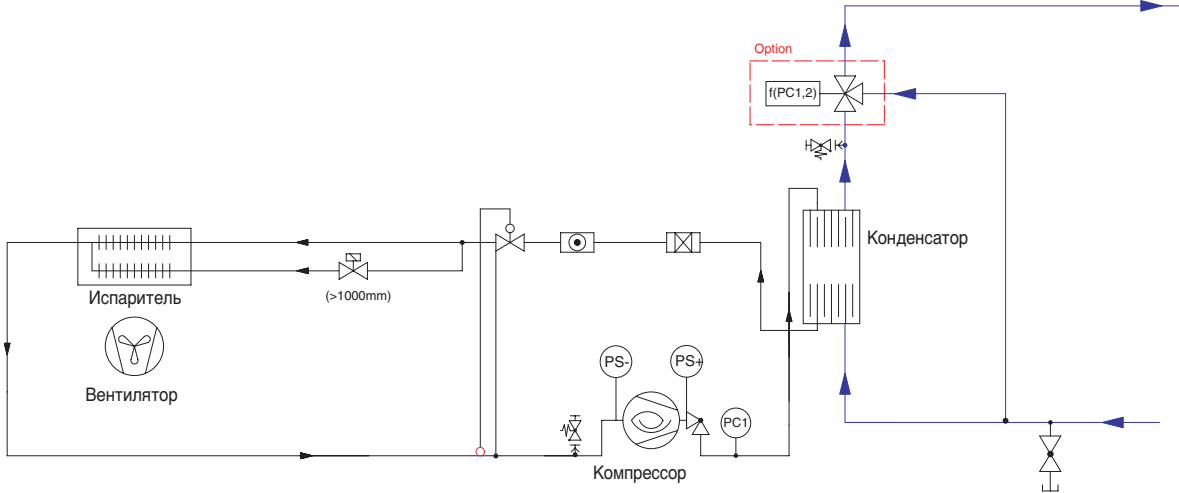 Option
f(PC1,2)
Конденсатор
Испаритель
(>1000mm)
Вентилятор
PS-
PS+
PC1
Компрессор